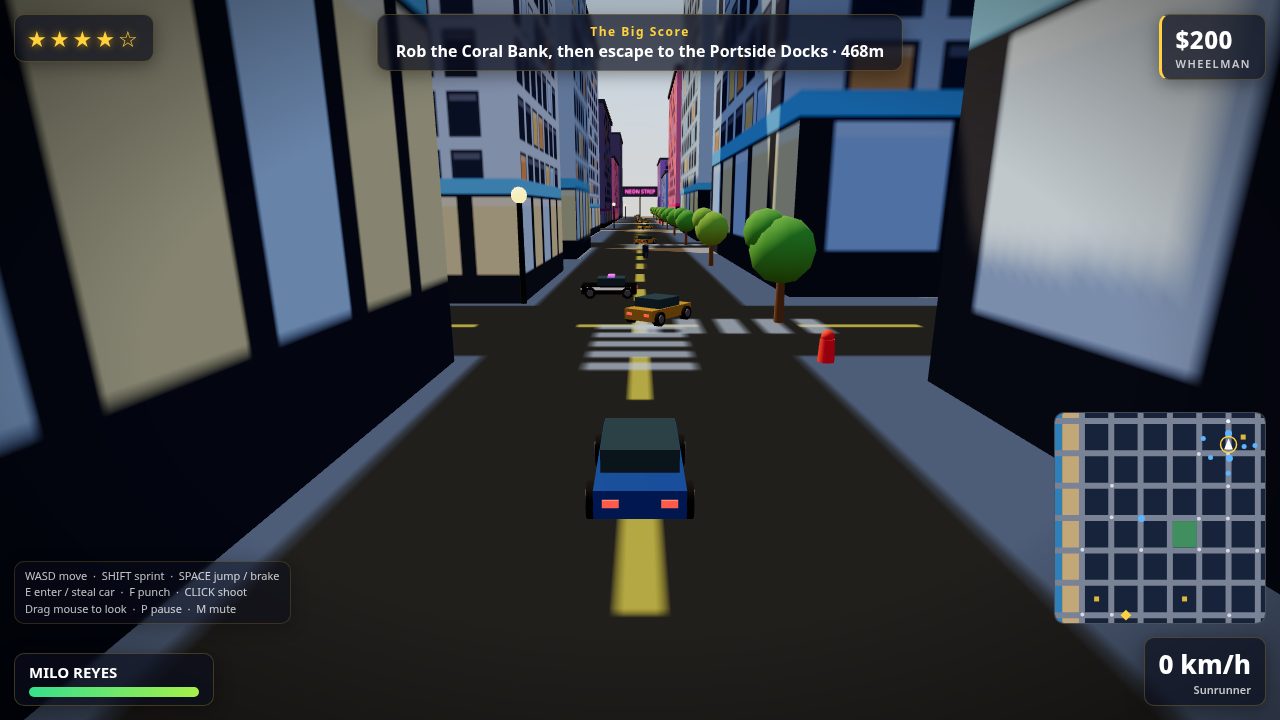 ★★★★☆
The Big Score
Rob the Coral Bank, then escape to the Portside Docks · 468m
$200
WHEELMAN
NEON STRIP
WASD move · SHIFT sprint · SPACE jump / brake
E enter / steal car · F punch · CLICK shoot
Drag mouse to look · P pause · M mute
MILO REYES
0 km/h
Sunrunner